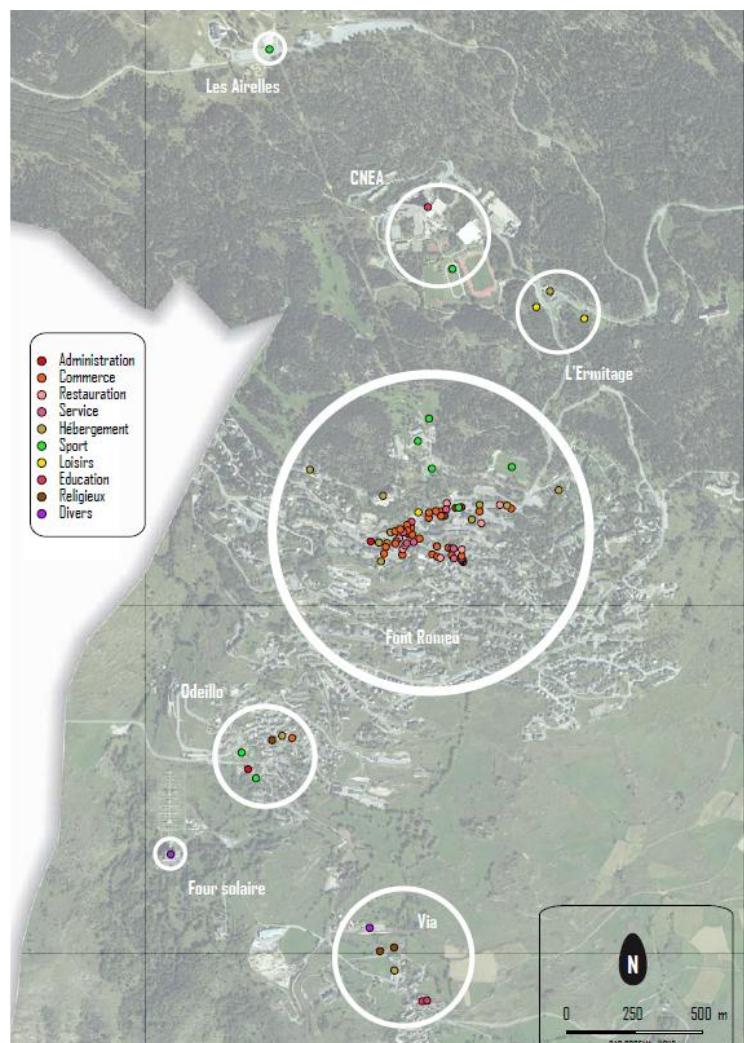 Les Airelles
CNEA
L'Ermitage
Administration
Commerce
Restauration
Service
Hébergement
Sport
Loisirs
Education
Religieux
Divers
Font Romeu
Odeillo
Four solaire
Via
N
0 250 500 m